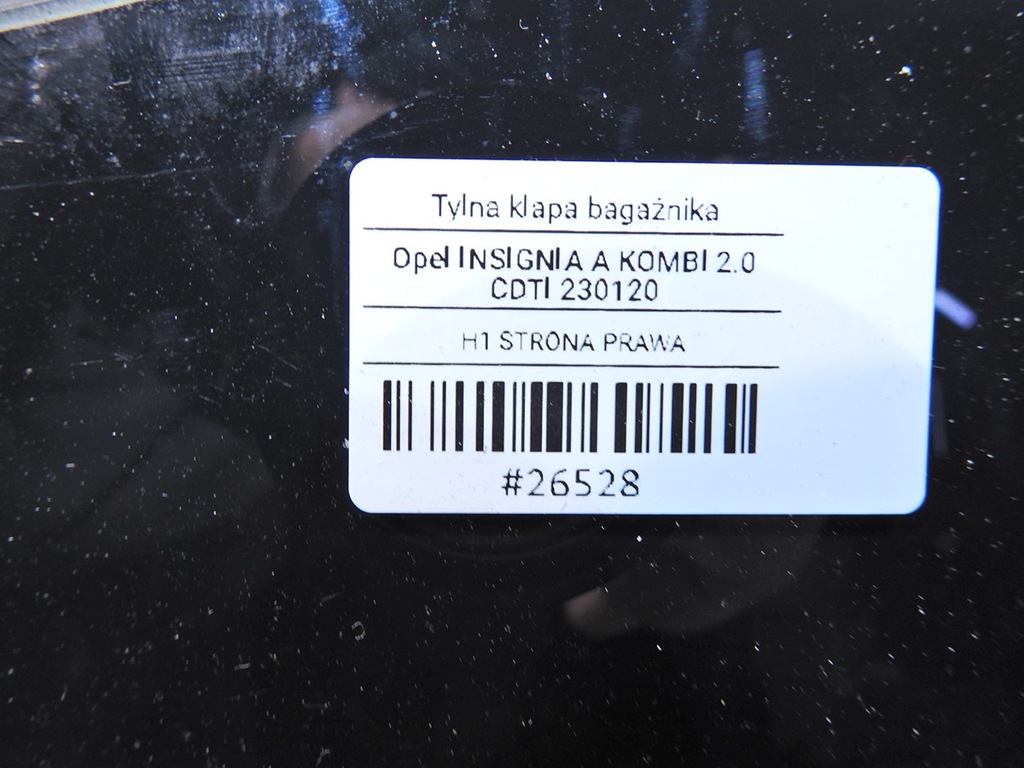 Tylna klapa bagażnika
Opel INSIGNIA A KOMBI 2.0
CDTI 230120
H1 STRONA PRAWA
#26528